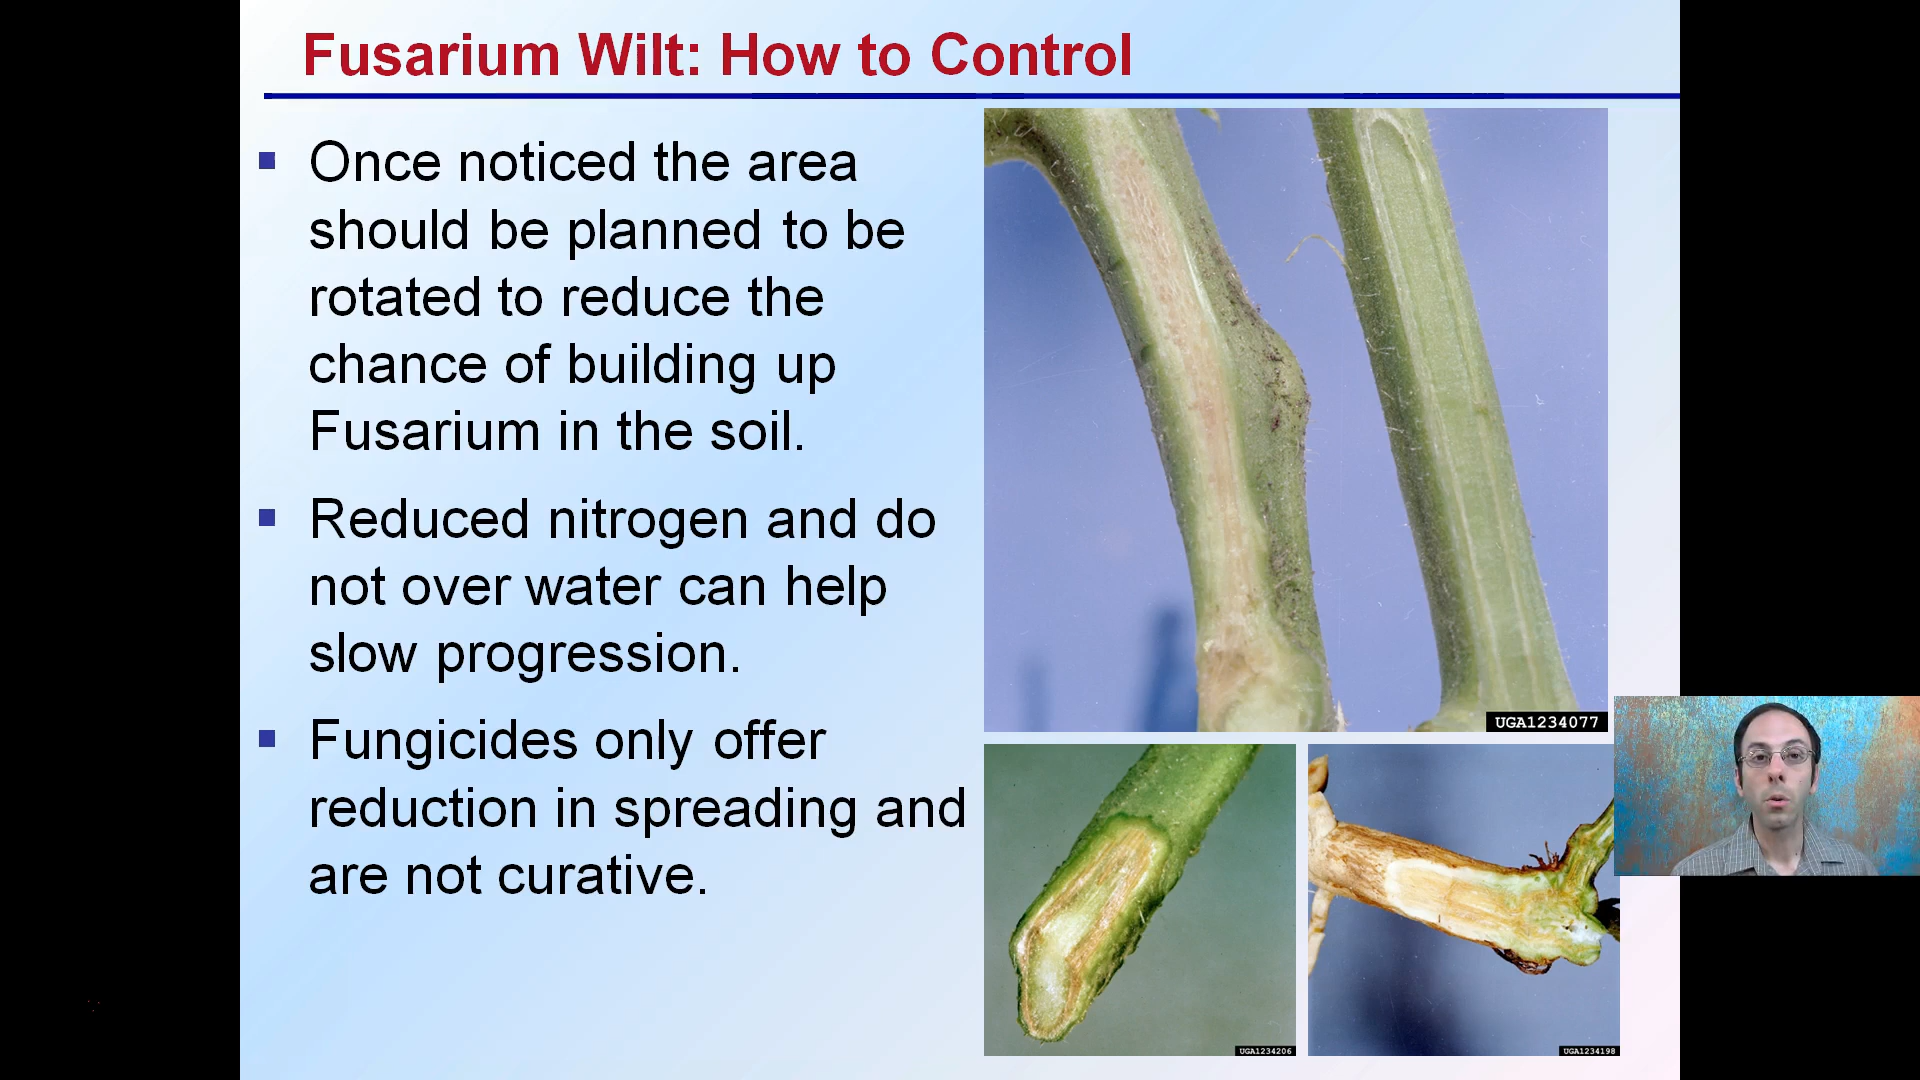 Fusarium Wilt: How to Control
Once noticed the area
should be planned to be
rotated to reduce the
chance of building up
Fusarium in the soil.
Reduced nitrogen and do
not over water can help
slow progression.
Fungicides only offer
reduction in spreading and
are not curative.
UGA1234077
UGA1234206
UGA1234198